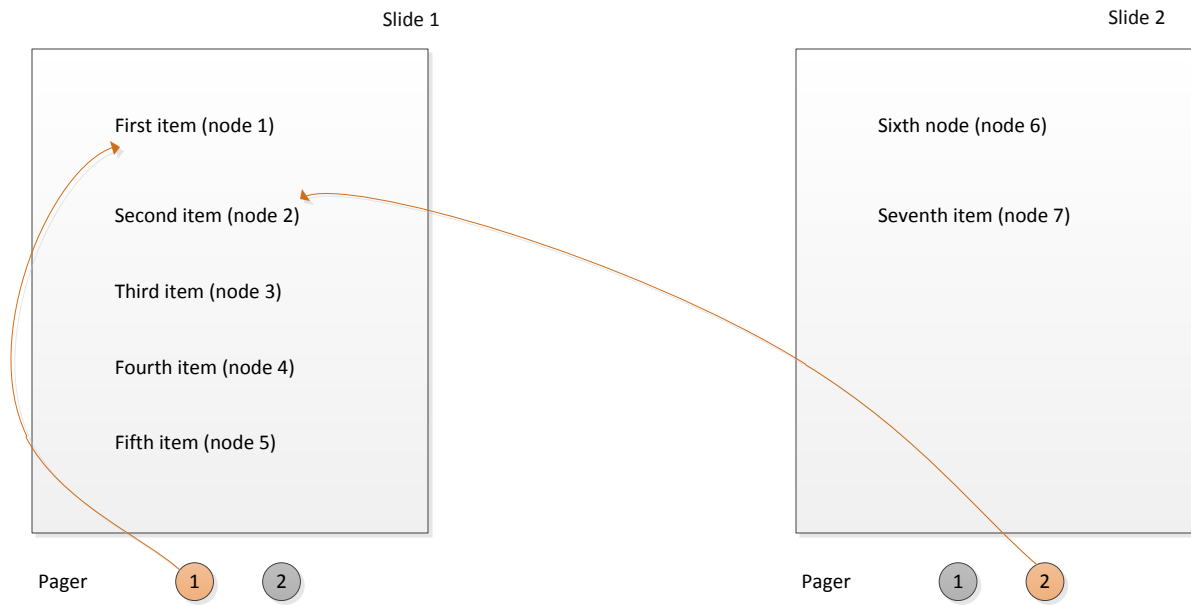 Slide 1
First item (node 1)
Second item (node 2)
Third item (node 3)
Fourth item (node 4)
Fifth item (node 5)
Pager 1 2
Slide 2
Sixth node (node 6)
Seventh item (node 7)
Pager 1 2